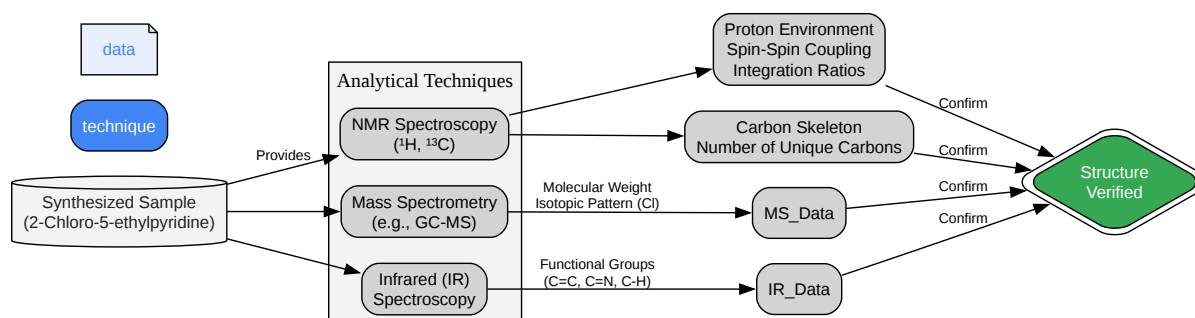 data
technique
Synthesized Sample
(2-Chloro-5-ethylpyridine)
Provides
Analytical Techniques
NMR Spectroscopy
(¹H, ¹³C)
Mass Spectrometry
(e.g., GC-MS)
Infrared (IR)
Spectroscopy
Proton Environment
Spin-Spin Coupling
Integration Ratios
Carbon Skeleton
Number of Unique Carbons
Molecular Weight
Isotopic Pattern (Cl)
MS_Data
Functional Groups
(C=C, C=N, C-H)
IR_Data
Confirm
Confirm
Confirm
Confirm
Structure
Verified